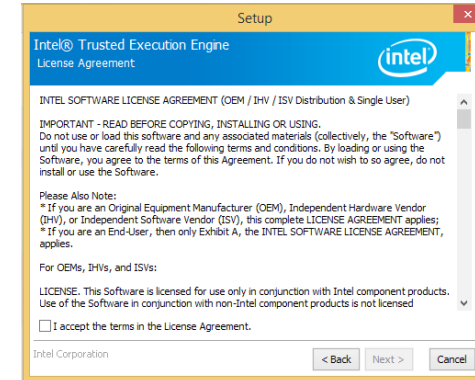 Setup
Intel® Trusted Execution Engine
License Agreement
intel
INTEL SOFTWARE LICENSE AGREEMENT (OEM / IHV / ISV Distribution & Single User)
IMPORTANT - READ BEFORE COPYING, INSTALLING OR USING.
Do not use or load this software and any associated materials (collectively, the "Software")
until you have carefully read the following terms and conditions. By loading or using the
Software, you agree to the terms of this Agreement. If you do not wish to so agree, do not
install or use the Software.
Please Also Note:
* If you are an Original Equipment Manufacturer (OEM), Independent Hardware Vendor
(IHV), or Independent Software Vendor (ISV), this complete LICENSE AGREEMENT applies;
* If you are an End-User, then only Exhibit A, the INTEL SOFTWARE LICENSE AGREEMENT,
applies.
For OEMs, IHVs, and ISVs:
LICENSE. This Software is licensed for use only in conjunction with Intel component products.
Use of the Software in conjunction with non-Intel component products is not licensed
I accept the terms in the License Agreement.
Intel Corporation
< Back
Next >
Cancel